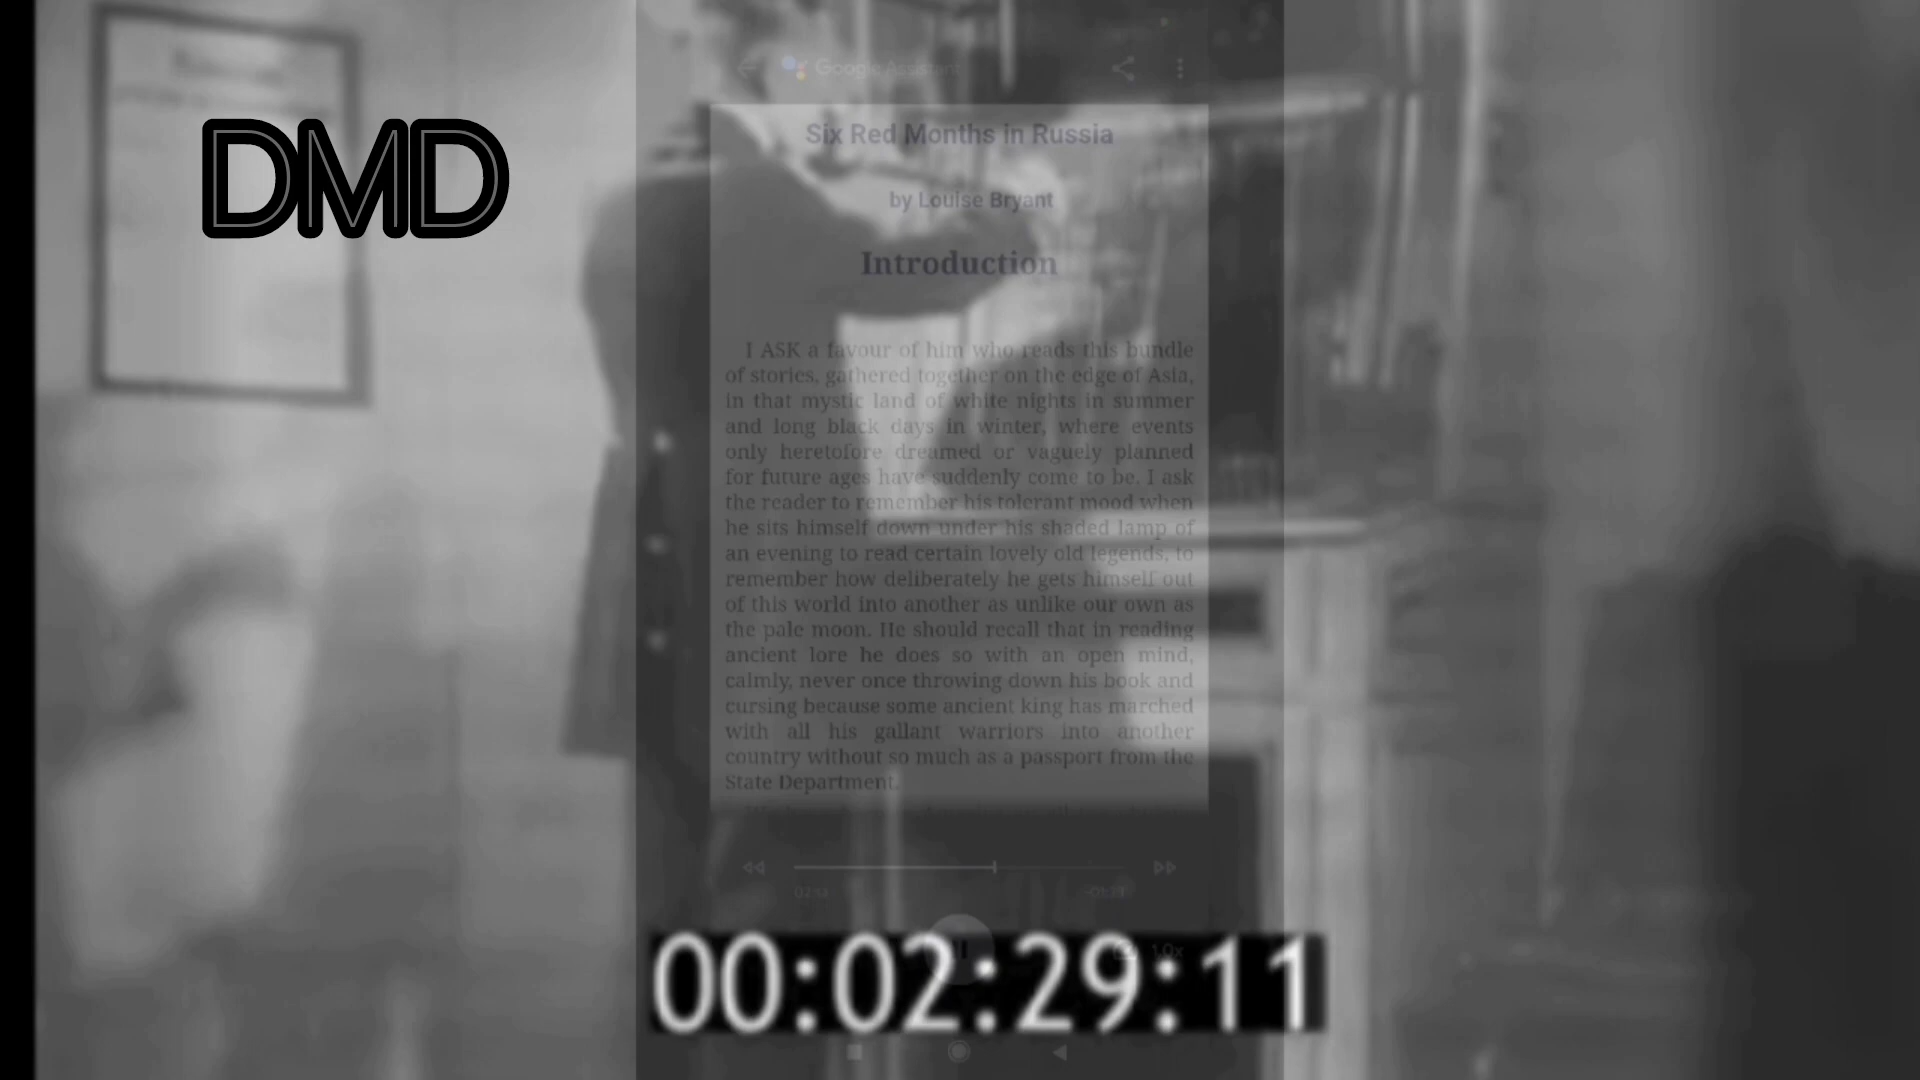 Google Assistant
DMD
Six Red Months in Russia
by Louise Bryant
Introduction
I ASK a favour of him who reads this bundle
of stories, gathered together on the edge of Asia,
in that mystic land of white nights in summer
and long black days in winter, where events
only heretofore dreamed or vaguely planned
for future ages have suddenly come to be. I ask
the reader to remember his tolerant mood when
he sits himself down under his shaded lamp of
an evening to read certain lovely old legends, to
remember how deliberately he gets himself out
of this world into another as unlike our own as
the pale moon. He should recall that in reading
ancient lore he does so with an open mind,
calmly, never once throwing down his book and
cursing because some ancient king has marched
with all his gallant warriors into another
country without so much as a passport from the
State Department.
1.0x
00:02:29:11